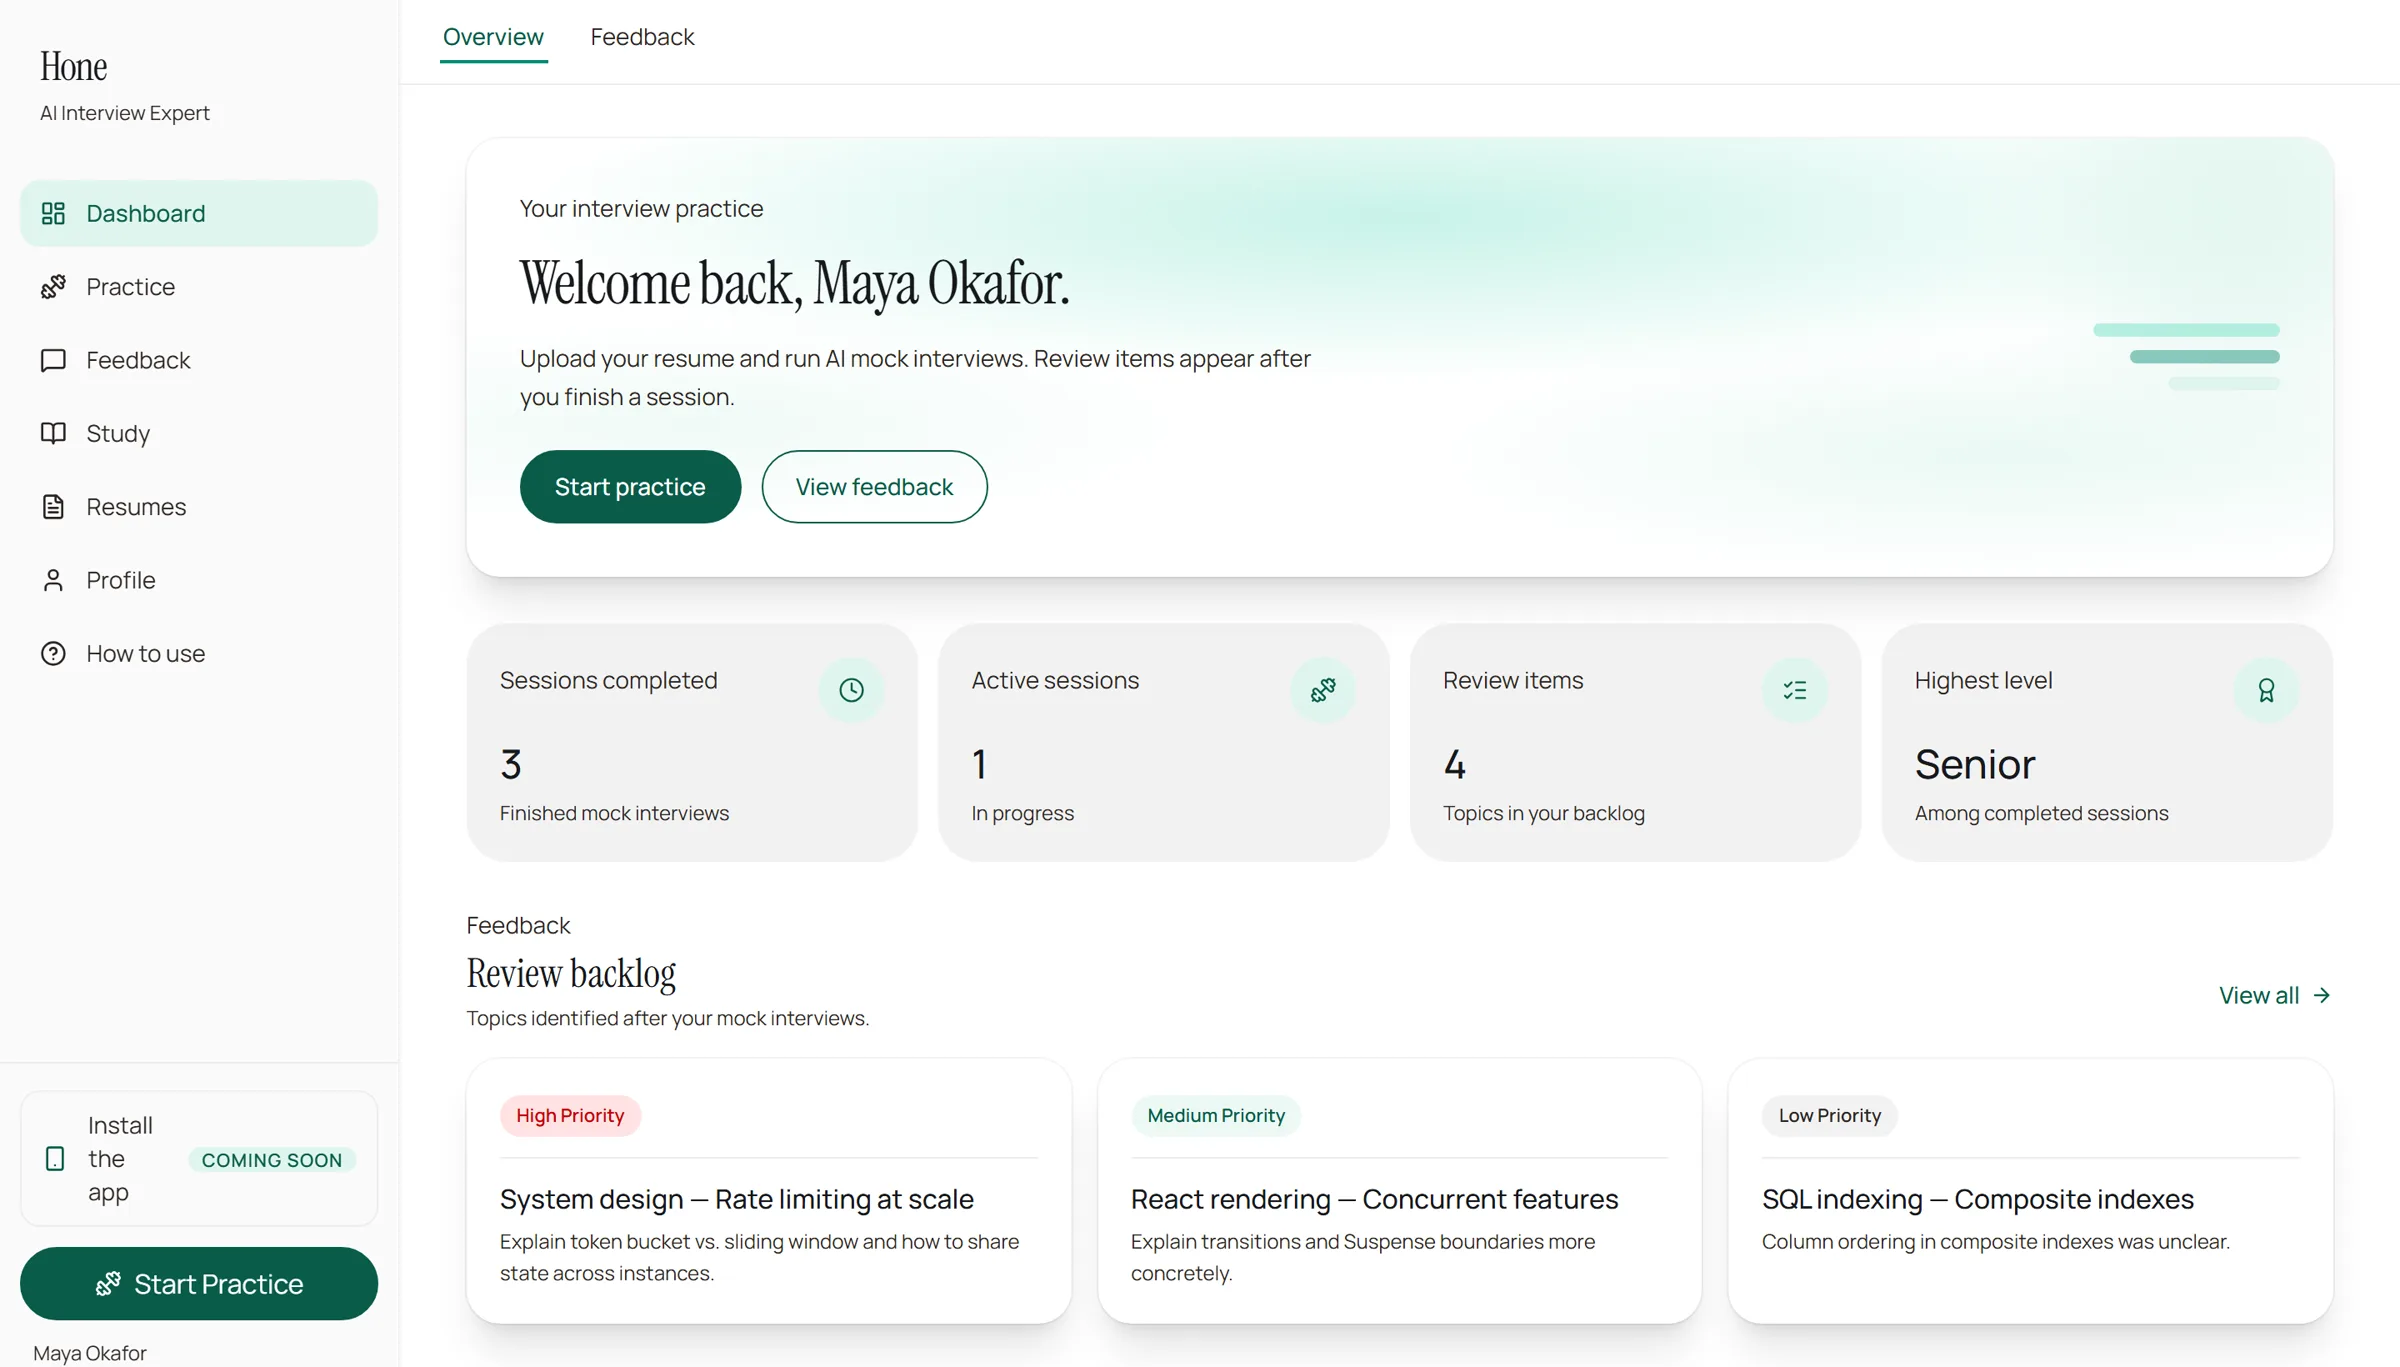 Hone
AI Interview Expert
Dashboard
Practice
Feedback
Study
Resumes
Profile
How to use
Install
the
app
COMING SOON
Start Practice
Maya Okafor
Overview
Feedback
Your interview practice
Welcome back, Maya Okafor.
Upload your resume and run AI mock interviews. Review items appear after
you finish a session.
Start practice
View feedback
Sessions completed
3
Finished mock interviews
Active sessions
1
In progress
Review items
4
Topics in your backlog
Highest level
Senior
Among completed sessions
Feedback
Review backlog
Topics identified after your mock interviews.
View all
High Priority
System design — Rate limiting at scale
Explain token bucket vs. sliding window and how to share
state across instances.
Medium Priority
React rendering — Concurrent features
Explain transitions and Suspense boundaries more
concretely.
Low Priority
SQL indexing — Composite indexes
Column ordering in composite indexes was unclear.